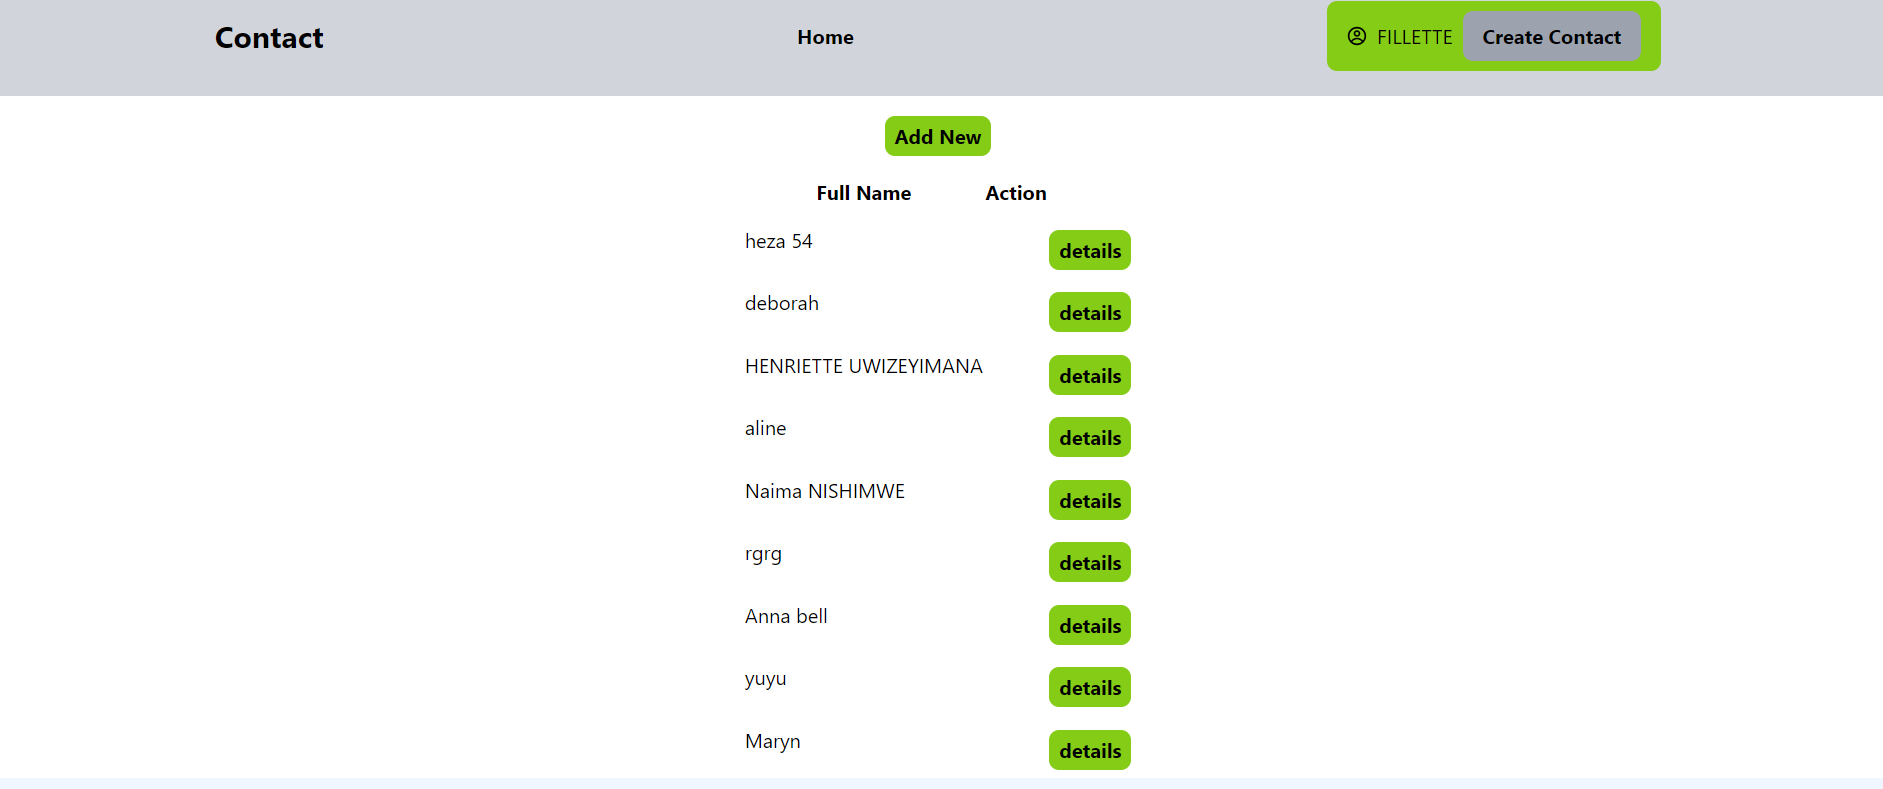 Contact Home FILLETTE Create Contact
Add New
Full Name Action
heza 54 details
deborah details
HENRIETTE UWIZEYIMANA details
aline details
Naima NISHIMWE details
rgrg details
Anna bell details
yuyu details
Maryn details